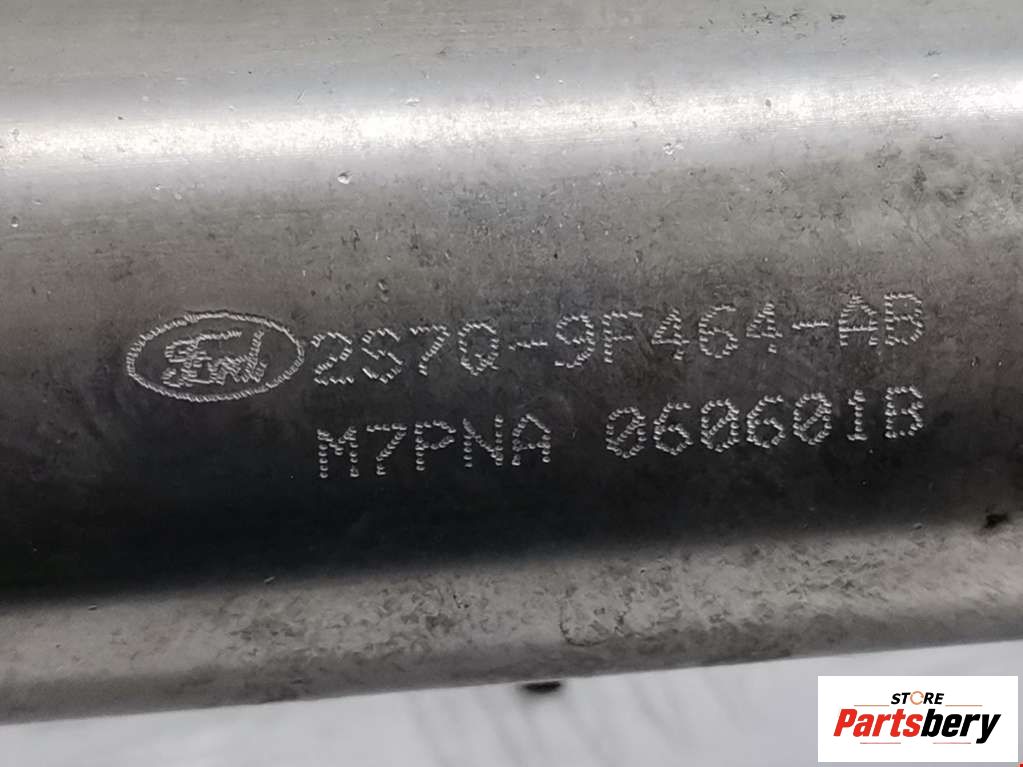 Ford 2S7Q-9F464-AB
M7PNA 060601B
STORE
Partsbery